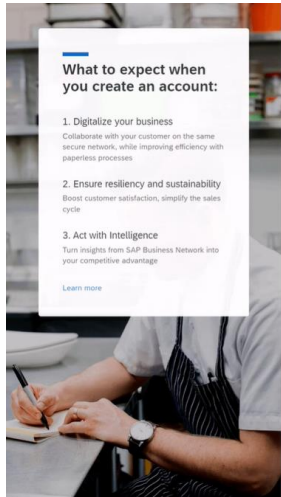 What to expect when
you create an account:
1. Digitalize your business
Collaborate with your customer on the same
secure network, while improving efficiency with
paperless processes
2. Ensure resiliency and sustainability
Boost customer satisfaction, simplify the sales
cycle
3. Act with Intelligence
Turn insights from SAP Business Network into
your competitive advantage
Learn more